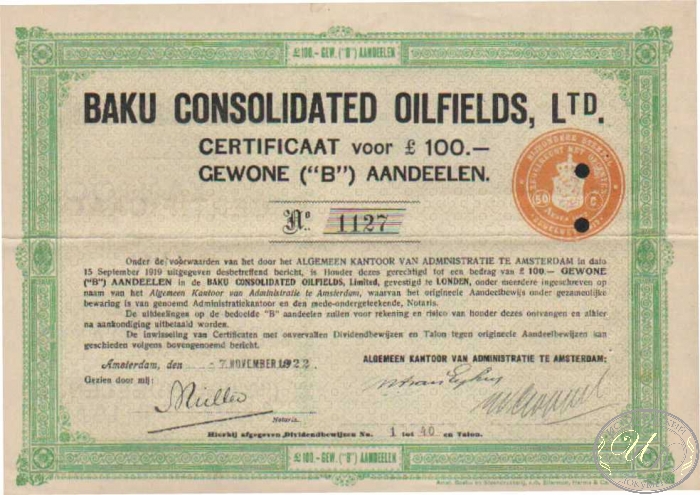 £100.- GEW. ("B") AANDEELEN
BAKU CONSOLIDATED OILFIELDS, LTD.
CERTIFICAAT voor £ 100.—
GEWONE ("B") AANDEELEN.
No. 1127
50 C
Onder de voorwaarden van het door het ALGEMEEN KANTOOR VAN ADMINISTRATIE TE AMSTERDAM in dato
15 September 1919 uitgegeven desbetreffend bericht, is Houder dezes gerechtigd tot een bedrag van £ 100.— GEWONE
("B") AANDEELEN in de BAKU CONSOLIDATED OILFIELDS, Limited, gevestigd te LONDEN, onder meerdere ingeschreven op
naam van het Algemeen Kantoor van Administratie te Amsterdam, waarvan het origineele Aandeelbewijs onder gezamenlijke
bewaring is van genoemd Administratiekantoor en den mede-ondergeteekende, Notaris.
De uitdeelingen op de bedoelde "B" aandeelen zullen voor rekening en risico van houder dezes ontvangen en alhier
na aankondiging uitbetaald worden.
De inwisseling van Certificaten met onvervallen Dividendbewijzen en Talon tegen origineele Aandeelbewijzen kan
geschieden volgens bovengenoemd bericht.
Amsterdam, den - 7 NOVEMBER 1922
ALGEMEEN KANTOOR VAN ADMINISTRATIE TE AMSTERDAM:
Gezien door mij:
Müller
Notaris.
Hierbij afgegeven Dividendbewijzen No. 1 tot 40 en Talon.
£100.- GEW. ("B") AANDEELEN